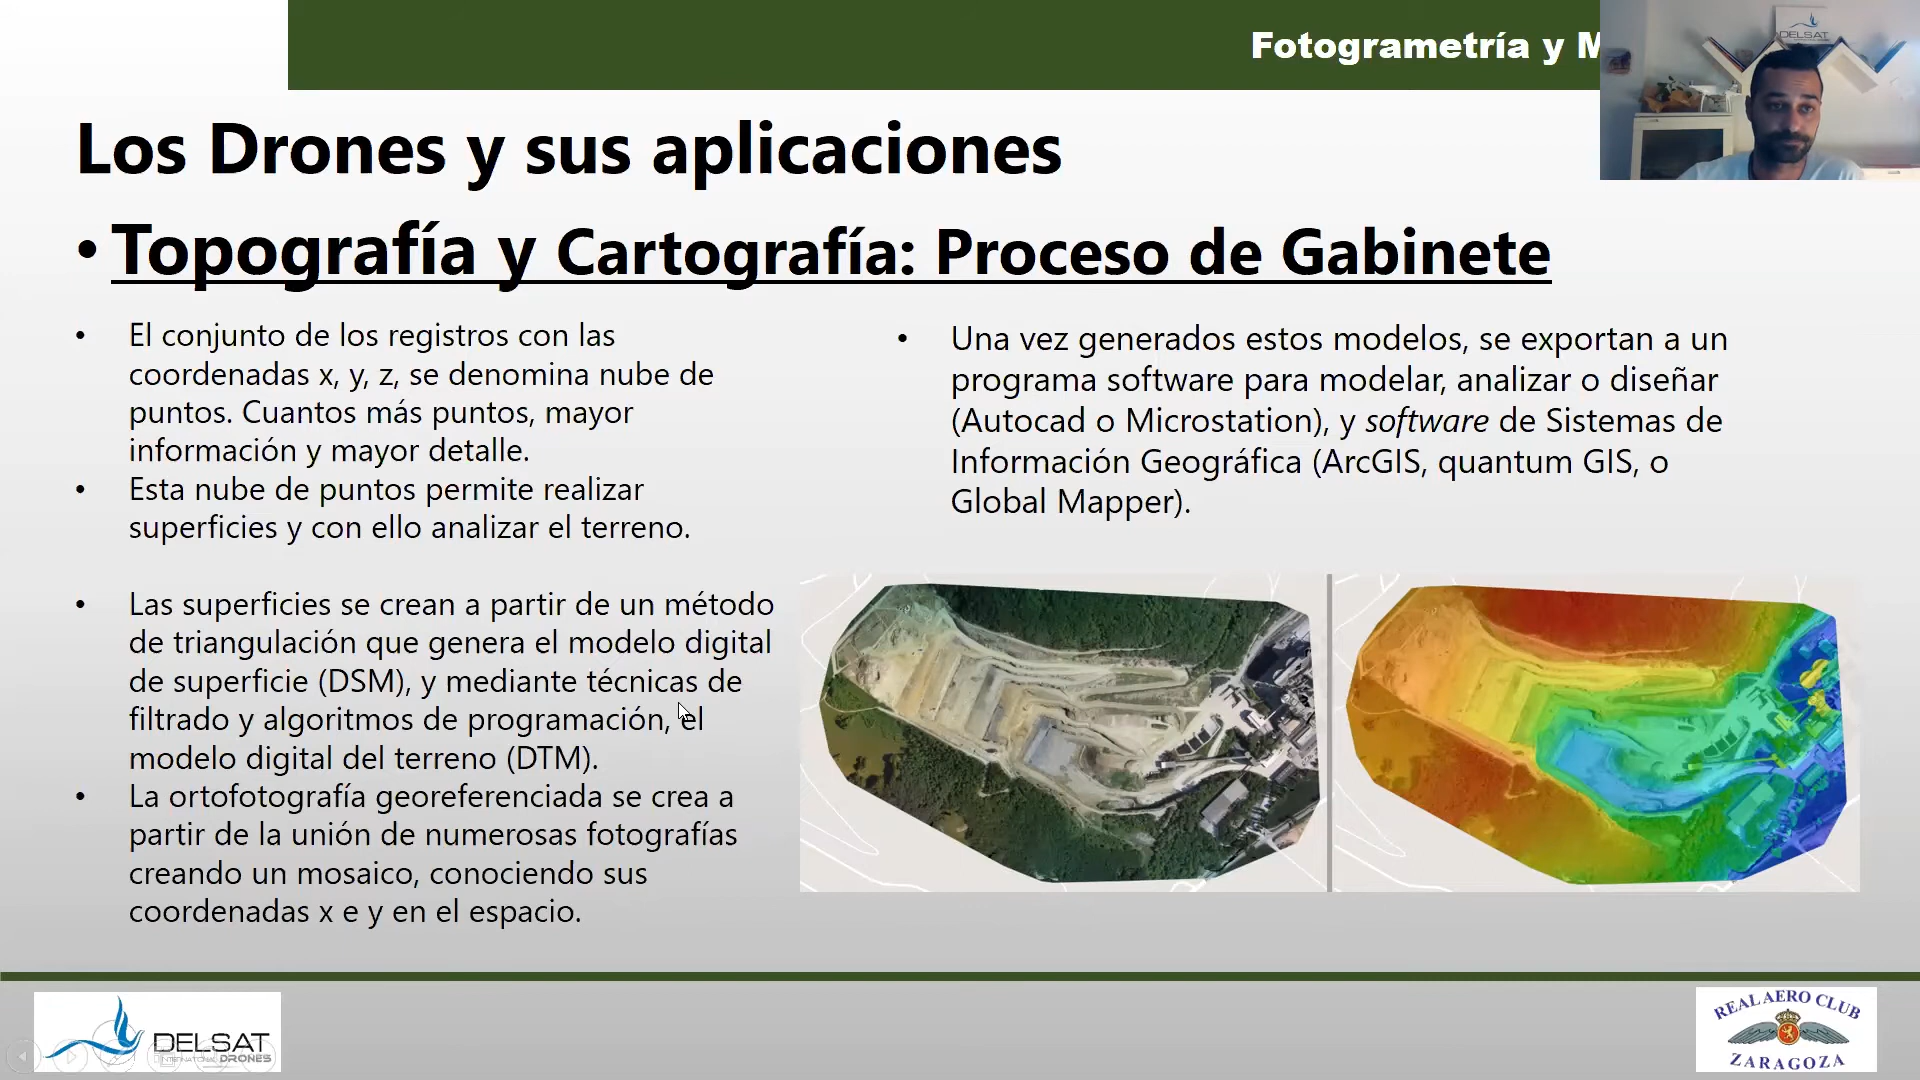 Fotogrametría y
Los Drones y sus aplicaciones
• Topografía y Cartografía: Proceso de Gabinete
• El conjunto de los registros con las
coordenadas x, y, z, se denomina nube de
puntos. Cuantos más puntos, mayor
información y mayor detalle.
• Esta nube de puntos permite realizar
superficies y con ello analizar el terreno.
• Las superficies se crean a partir de un método
de triangulación que genera el modelo digital
de superficie (DSM), y mediante técnicas de
filtrado y algoritmos de programación, el
modelo digital del terreno (DTM).
• La ortofotografía georeferenciada se crea a
partir de la unión de numerosas fotografías
creando un mosaico, conociendo sus
coordenadas x e y en el espacio.
• Una vez generados estos modelos, se exportan a un
programa software para modelar, analizar o diseñar
(Autocad o Microstation), y software de Sistemas de
Información Geográfica (ArcGIS, quantum GIS, o
Global Mapper).
DELSAT
DELSAT
INTERNATIONAL DRONES
REAL AERO CLUB
ZARAGOZA